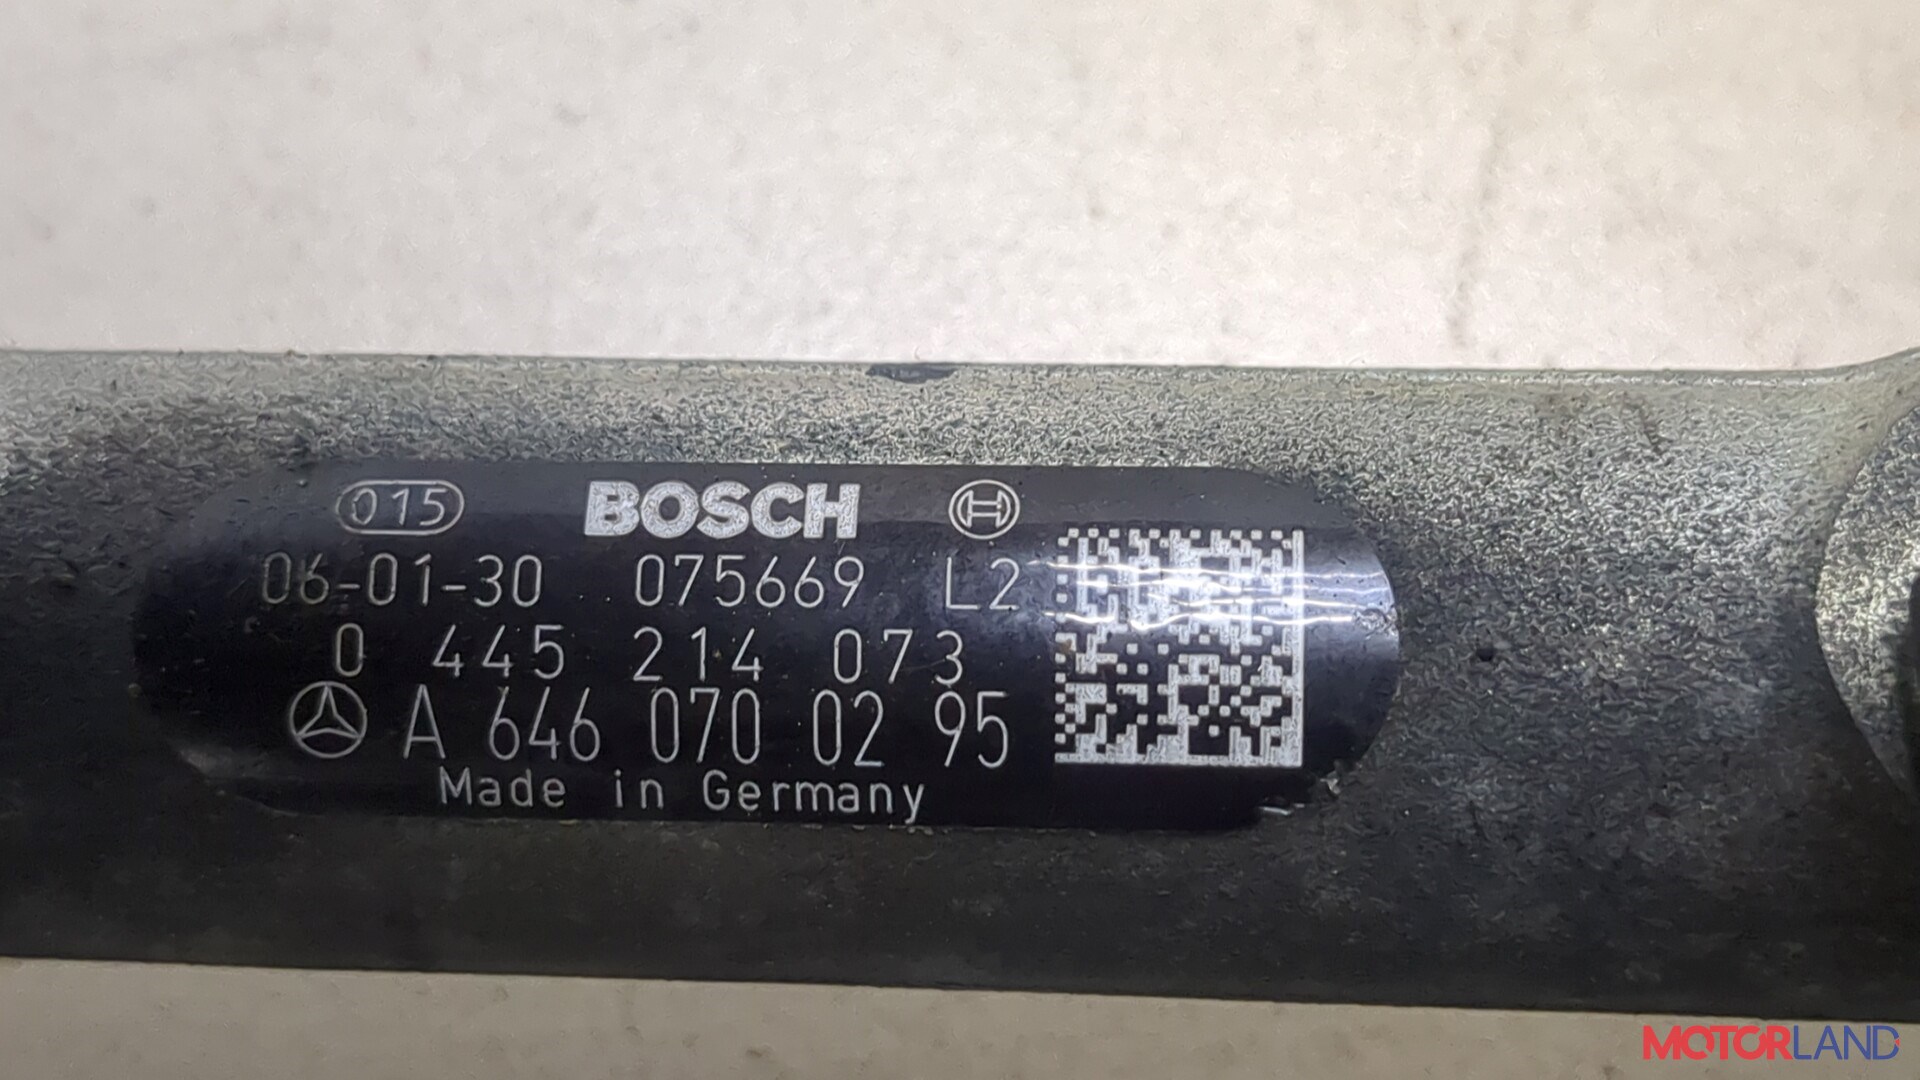 015 BOSCH
06-01-30 075669 L2
0 445 214 073
A 646 070 02 95
Made in Germany
MOTORLAND